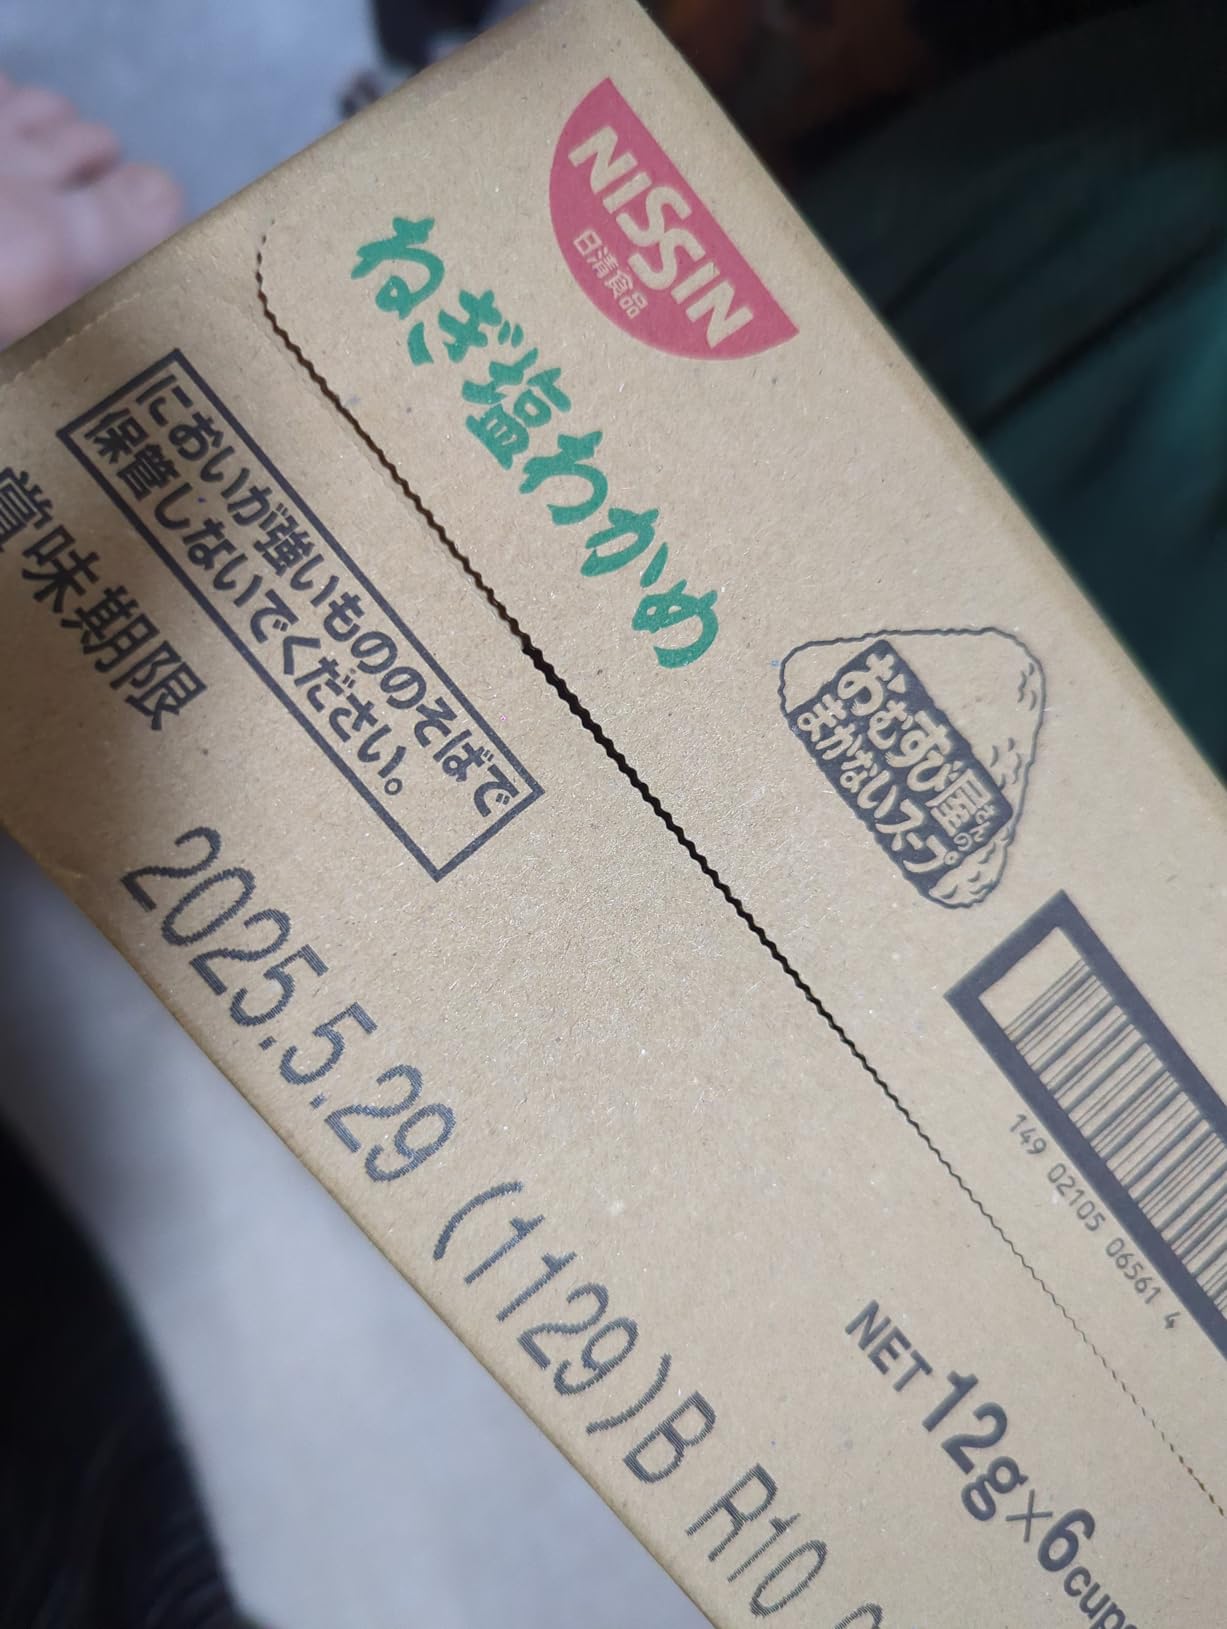 NISSIN
日清食品
ねぎ塩わかめ
おむすび屋さんの
まかないスープ
においが強いもののそばで
保管しないでください。
賞味期限
2025.5.29 (1129)B R10
149 02105 06561 4
NET 12g×6cups